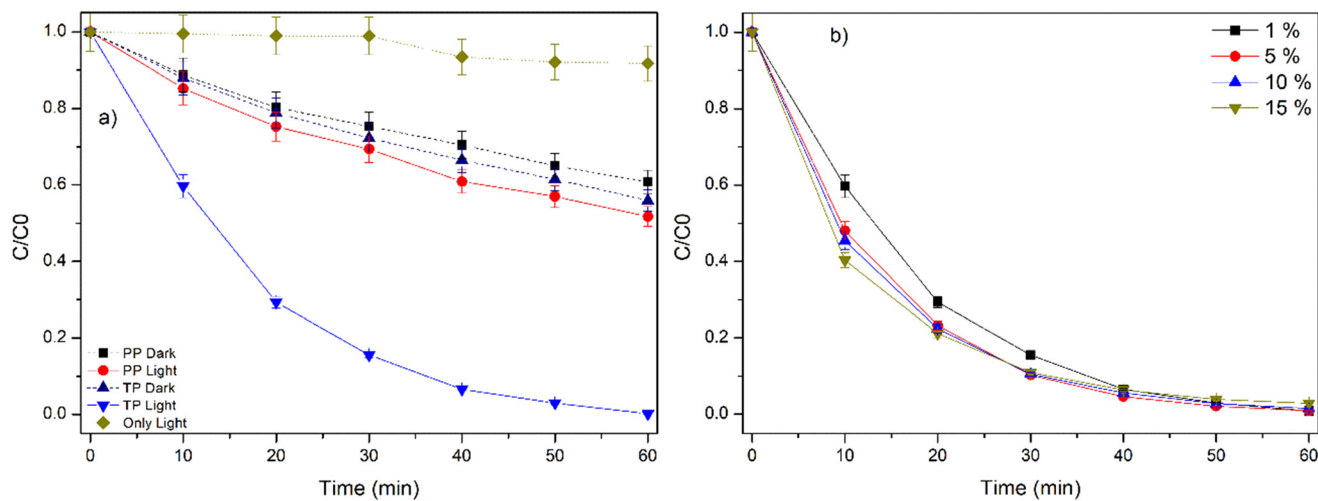 1.0
0.8
0.6
0.4
0.2
0.0
C/C0
a)
PP Dark
PP Light
TP Dark
TP Light
Only Light
0 10 20 30 40 50 60
Time (min)
1.0
0.8
0.6
0.4
0.2
0.0
C/C0
b)
1 %
5 %
10 %
15 %
0 10 20 30 40 50 60
Time (min)